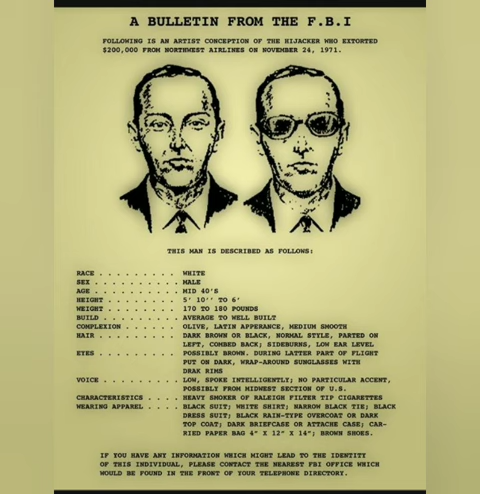 A BULLETIN FROM THE F.B.I
FOLLOWING IS AN ARTIST CONCEPTION OF THE HIJACKER WHO EXTORTED
$200,000 FROM NORTHWEST AIRLINES ON NOVEMBER 24, 1971.
THIS MAN IS DESCRIBED AS FOLLOWS:
RACE . . . . . . . . . WHITE
SEX . . . . . . . . . . MALE
AGE . . . . . . . . . . MID 40'S
HEIGHT . . . . . . . . 5' 10'' TO 6'
WEIGHT . . . . . . . . 170 TO 180 POUNDS
BUILD . . . . . . . . . AVERAGE TO WELL BUILT
COMPLEXION . . . . . . OLIVE, LATIN APPERANCE, MEDIUM SMOOTH
HAIR . . . . . . . . . DARK BROWN OR BLACK, NORMAL STYLE, PARTED ON
LEFT, COMBED BACK; SIDEBURNS, LOW EAR LEVEL
EYES . . . . . . . . . POSSIBLY BROWN. DURING LATTER PART OF FLIGHT
PUT ON DARK, WRAP-AROUND SUNGLASSES WITH
DRAK RIMS
VOICE . . . . . . . . . LOW, SPOKE INTELLIGENTLY; NO PARTICULAR ACCENT,
POSSIBLY FROM MIDWEST SECTION OF U.S.
CHARACTERISTICS . . . . HEAVY SMOKER OF RALEIGH FILTER TIP CIGARETTES
WEARING APPAREL . . . . BLACK SUIT; WHITE SHIRT; NARROW BLACK TIE; BLACK
DRESS SUIT; BLACK RAIN-TYPE OVERCOAT OR DARK
TOP COAT; DARK BRIEFCASE OR ATTACHE CASE; CAR-
RIED PAPER BAG 4" X 12" X 14"; BROWN SHOES.
IF YOU HAVE ANY INFORMATION WHICH MIGHT LEAD TO THE IDENTITY
OF THIS INDIVIDUAL, PLEASE CONTACT THE NEAREST FBI OFFICE WHICH
WOULD BE FOUND IN THE FRONT OF YOUR TELEPHONE DIRECTORY.